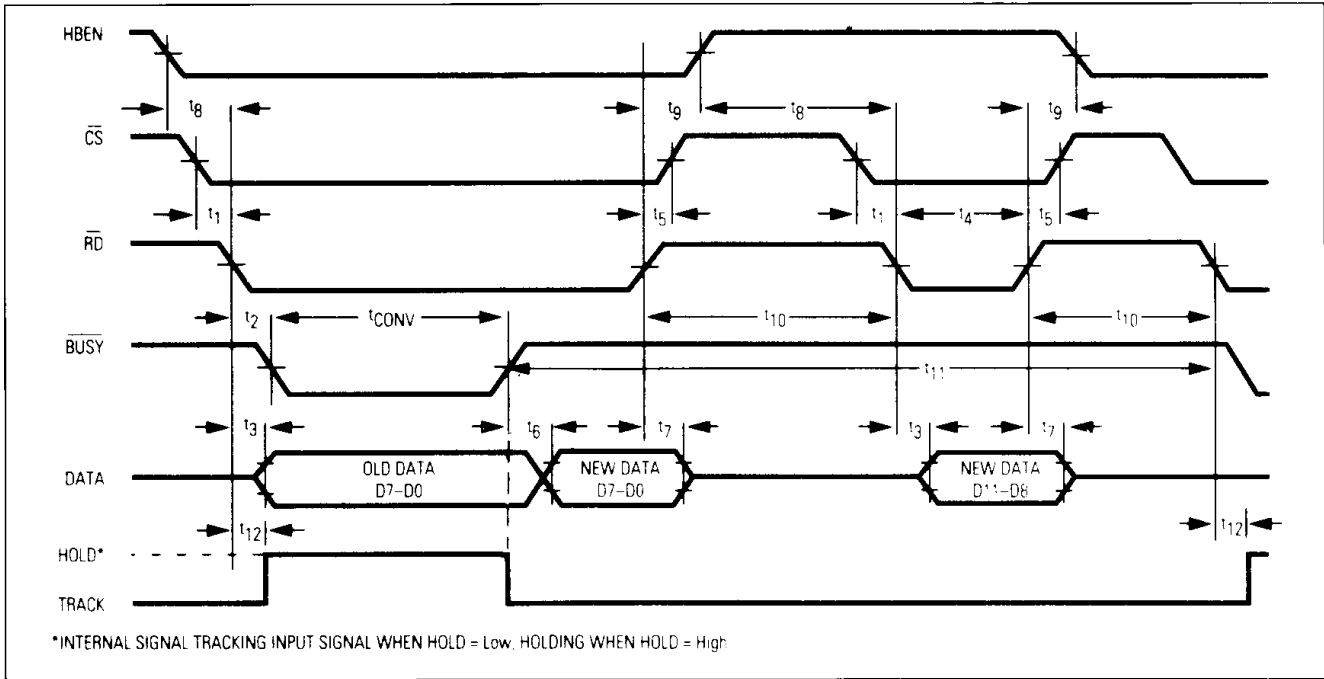 HBEN
t8 t9 t8 t9
CS
t1 t5 t1 t4 t5
RD
t2 tCONV t10 t10
BUSY
t11
t3 t6 t7 t3 t7
DATA
OLD DATA
D7–D0
NEW DATA
D7–D0
NEW DATA
D11–D8
t12 t12
HOLD*
TRACK
*INTERNAL SIGNAL TRACKING INPUT SIGNAL WHEN HOLD = Low, HOLDING WHEN HOLD = High